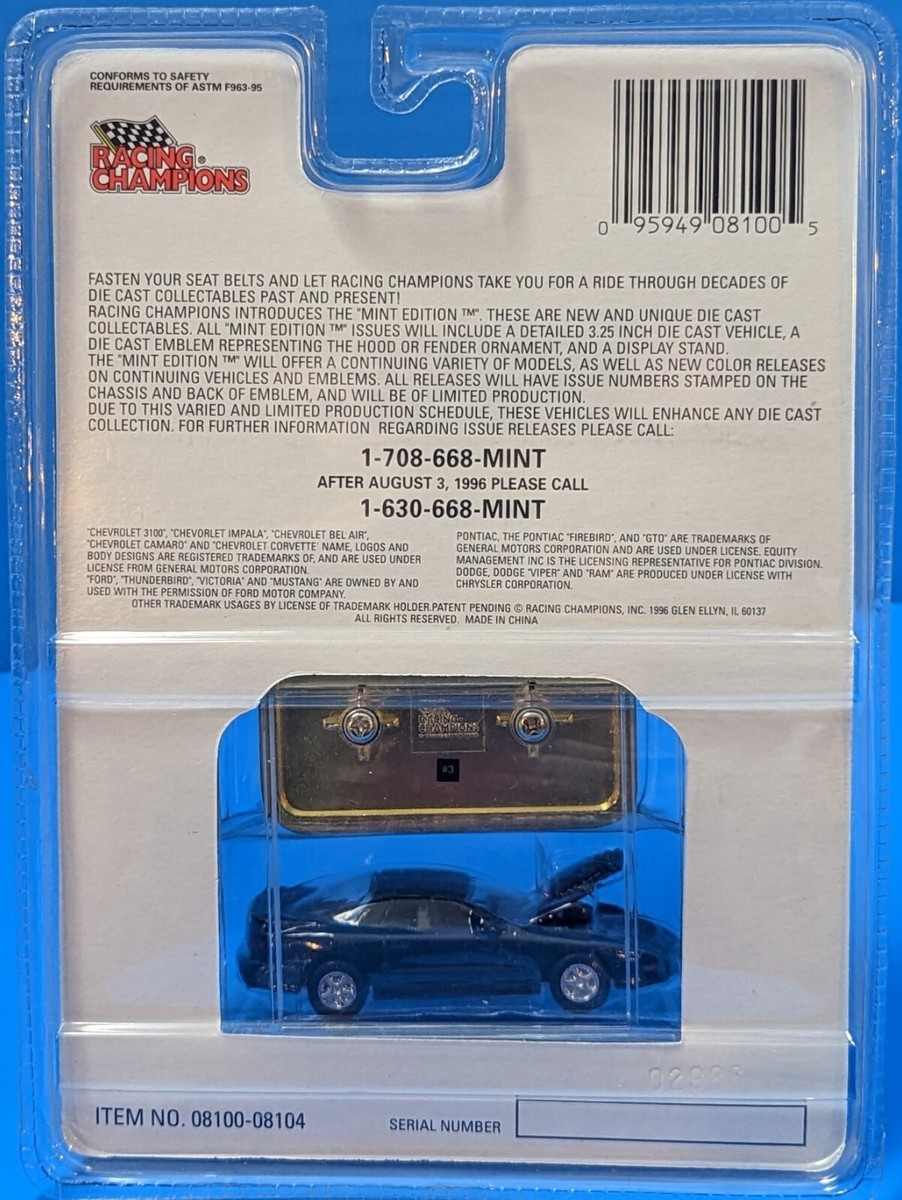 CONFORMS TO SAFETY
REQUIREMENTS OF ASTM F963-95
RACING®
CHAMPIONS
0 95949 08100 5
FASTEN YOUR SEAT BELTS AND LET RACING CHAMPIONS TAKE YOU FOR A RIDE THROUGH DECADES OF
DIE CAST COLLECTABLES PAST AND PRESENT!
RACING CHAMPIONS INTRODUCES THE "MINT EDITION ™". THESE ARE NEW AND UNIQUE DIE CAST
COLLECTABLES. ALL "MINT EDITION ™" ISSUES WILL INCLUDE A DETAILED 3.25 INCH DIE CAST VEHICLE, A
DIE CAST EMBLEM REPRESENTING THE HOOD OR FENDER ORNAMENT, AND A DISPLAY STAND.
THE "MINT EDITION ™" WILL OFFER A CONTINUING VARIETY OF MODELS, AS WELL AS NEW COLOR RELEASES
ON CONTINUING VEHICLES AND EMBLEMS. ALL RELEASES WILL HAVE ISSUE NUMBERS STAMPED ON THE
CHASSIS AND BACK OF EMBLEM, AND WILL BE OF LIMITED PRODUCTION.
DUE TO THIS VARIED AND LIMITED PRODUCTION SCHEDULE, THESE VEHICLES WILL ENHANCE ANY DIE CAST
COLLECTION. FOR FURTHER INFORMATION REGARDING ISSUE RELEASES PLEASE CALL:
1-708-668-MINT
AFTER AUGUST 3, 1996 PLEASE CALL
1-630-668-MINT
"CHEVROLET 3100", "CHEVORLET IMPALA", "CHEVROLET BEL AIR",
"CHEVROLET CAMARO" AND "CHEVROLET CORVETTE' NAME, LOGOS AND
BODY DESIGNS ARE REGISTERED TRADEMARKS OF, AND ARE USED UNDER
LICENSE FROM GENERAL MOTORS CORPORATION.
"FORD", "THUNDERBIRD", "VICTORIA" AND "MUSTANG" ARE OWNED BY AND
USED WITH THE PERMISSION OF FORD MOTOR COMPANY.
PONTIAC, THE PONTIAC "FIREBIRD", AND "GTO" ARE TRADEMARKS OF
GENERAL MOTORS CORPORATION AND ARE USED UNDER LICENSE. EQUITY
MANAGEMENT INC IS THE LICENSING REPRESENTATIVE FOR PONTIAC DIVISION.
DODGE, DODGE "VIPER" AND "RAM" ARE PRODUCED UNDER LICENSE WITH
CHRYSLER CORPORATION.
OTHER TRADEMARK USAGES BY LICENSE OF TRADEMARK HOLDER.PATENT PENDING © RACING CHAMPIONS, INC. 1996 GLEN ELLYN, IL 60137
ALL RIGHTS RESERVED. MADE IN CHINA
RACING
CHAMPIONS
#3
ITEM NO. 08100-08104
SERIAL NUMBER